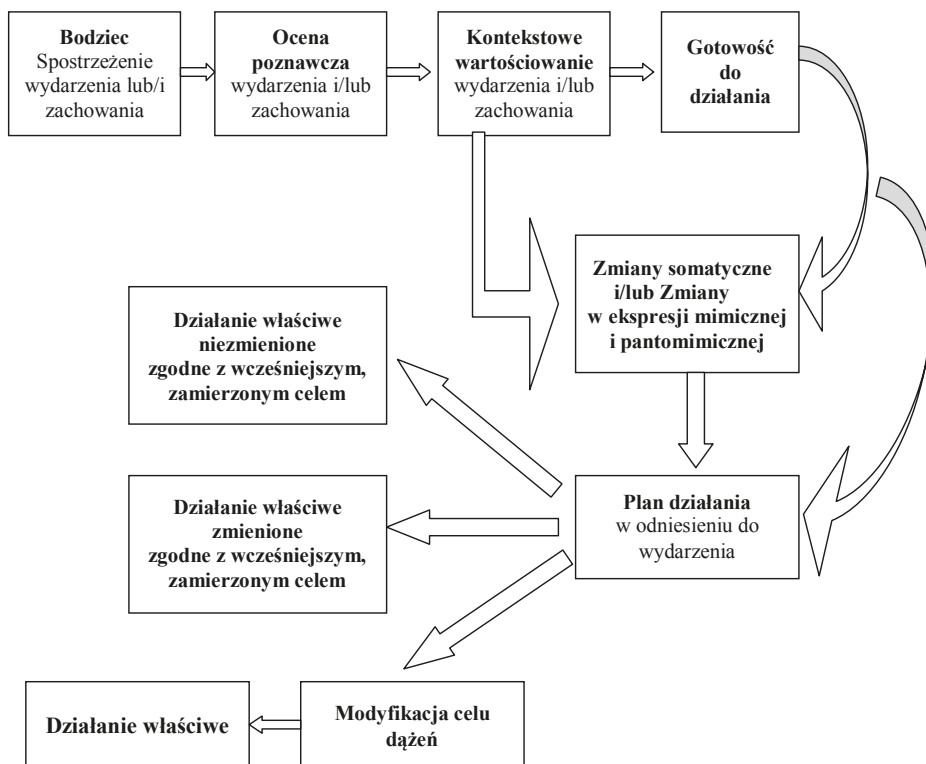 Bodziec
Spostrzeżenie
wydarzenia lub/i
zachowania
Ocena
poznawcza
wydarzenia i/lub
zachowania
Kontekstowe
wartościowanie
wydarzenia i/lub
zachowania
Gotowość
do
działania
Zmiany somatyczne
i/lub Zmiany
w ekspresji mimicznej
i pantomimicznej
Działanie właściwe
niezmienione
zgodne z wcześniejszym,
zamierzonym celem
Plan działania
w odniesieniu do
wydarzenia
Działanie właściwe
zmienione
zgodne z wcześniejszym,
zamierzonym celem
Modyfikacja celu
dążeń
Działanie właściwe